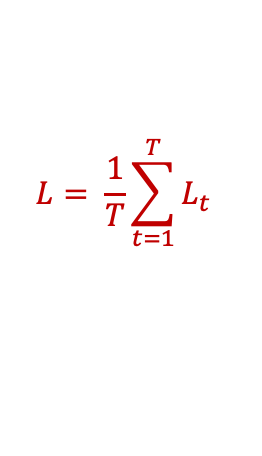 L = \frac{1}{T} \sum_{t=1}^{T} L_t